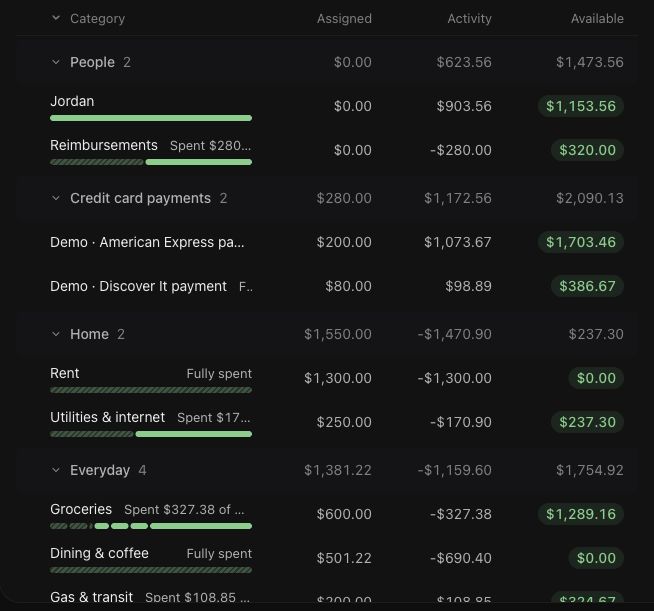 Category Assigned Activity Available
People 2 $0.00 $623.56 $1,473.56
Jordan $0.00 $903.56 $1,153.56
Reimbursements Spent $280... $0.00 -$280.00 $320.00
Credit card payments 2 $280.00 $1,172.56 $2,090.13
Demo · American Express pa... $200.00 $1,073.67 $1,703.46
Demo · Discover It payment F.. $80.00 $98.89 $386.67
Home 2 $1,550.00 -$1,470.90 $237.30
Rent Fully spent $1,300.00 -$1,300.00 $0.00
Utilities & internet Spent $17... $250.00 -$170.90 $237.30
Everyday 4 $1,381.22 -$1,159.60 $1,754.92
Groceries Spent $327.38 of ... $600.00 -$327.38 $1,289.16
Dining & coffee Fully spent $501.22 -$690.40 $0.00
Gas & transit Spent $108.85 ... $200.00 -$108.85 $324.67